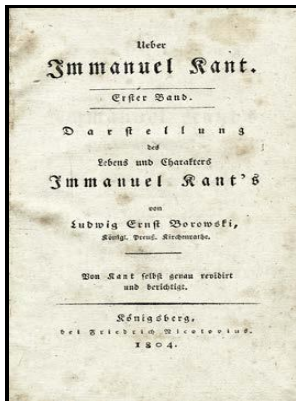 Ueber
Immanuel Kant.
Erſter Band.
Darſtellung
des
Lebens und Charakters
Immanuel Kant's
von
Ludwig Ernſt Borowski,
Königl. Preuß. Kirchenrathe.
Von Kant ſelbſt genau revidirt
und berichtigt.
Königsberg,
bei Friedrich Nicolovius.
1804.